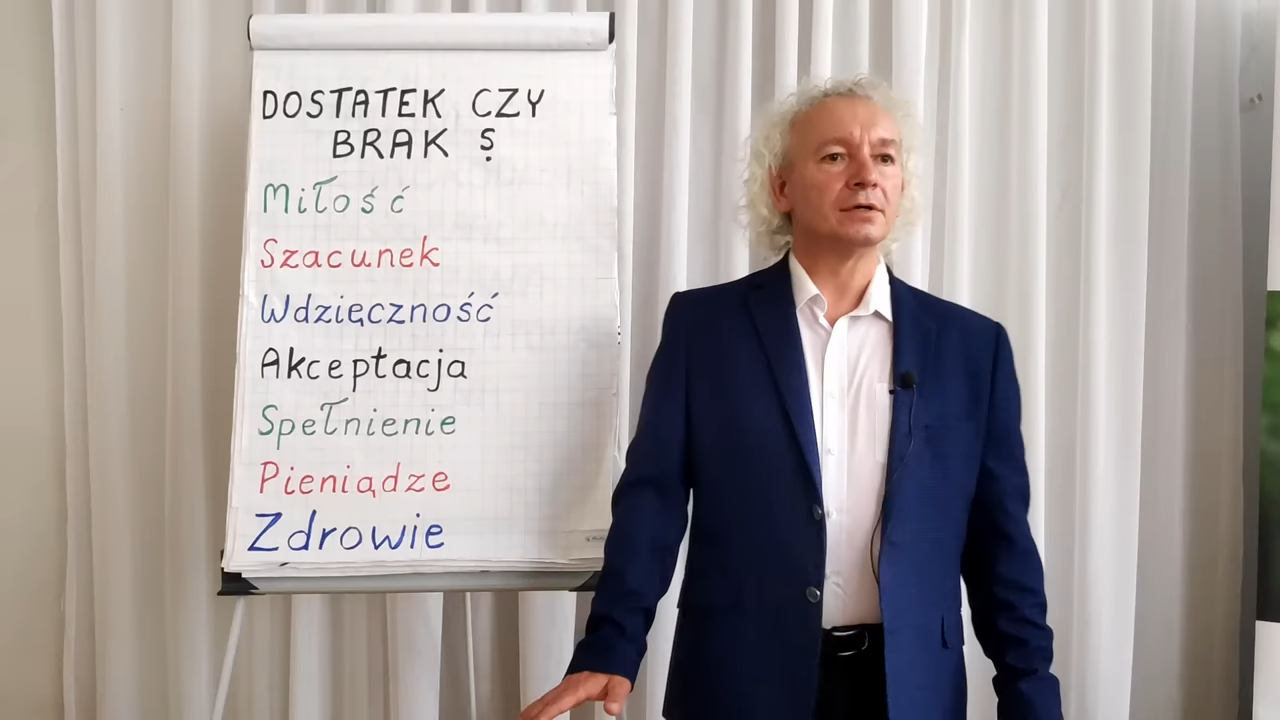 DOSTATEK CZY
BRAK ?
Miłość
Szacunek
Wdzięczność
Akceptacja
Spełnienie
Pieniądze
Zdrowie